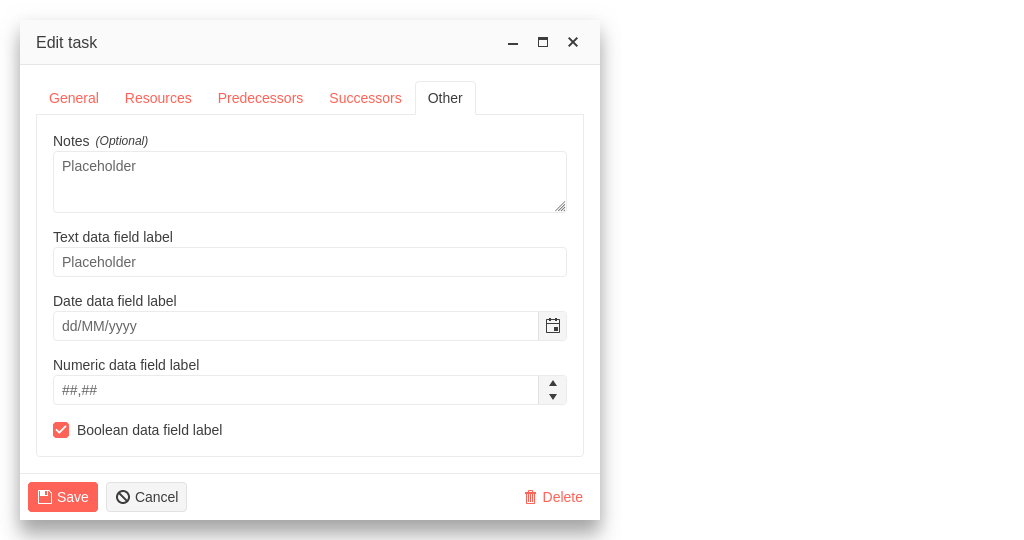 Edit task
General Resources Predecessors Successors Other
Notes (Optional)
Placeholder
Text data field label
Placeholder
Date data field label
dd/MM/yyyy
Numeric data field label
##,##
Boolean data field label
Save Cancel Delete